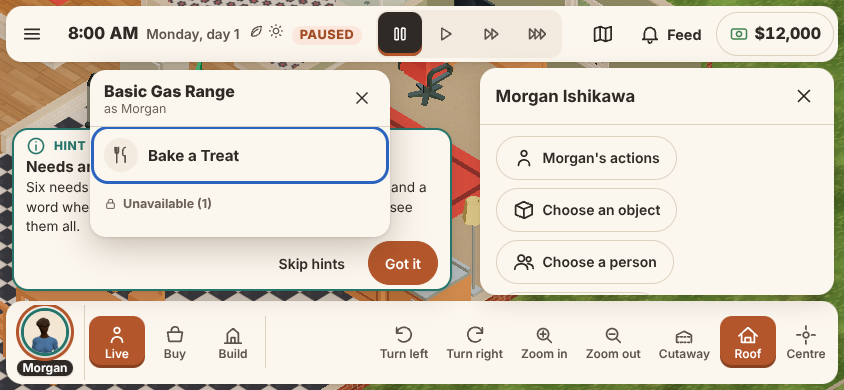 8:00 AM Monday, day 1 PAUSED Feed $12,000
Basic Gas Range
as Morgan
Bake a Treat
Unavailable (1)
HINT
Needs
Six needs and a
word see
them all.
Skip hints Got it
Morgan Ishikawa
Morgan's actions
Choose an object
Choose a person
Morgan Live Buy Build Turn left Turn right Zoom in Zoom out Cutaway Roof Centre